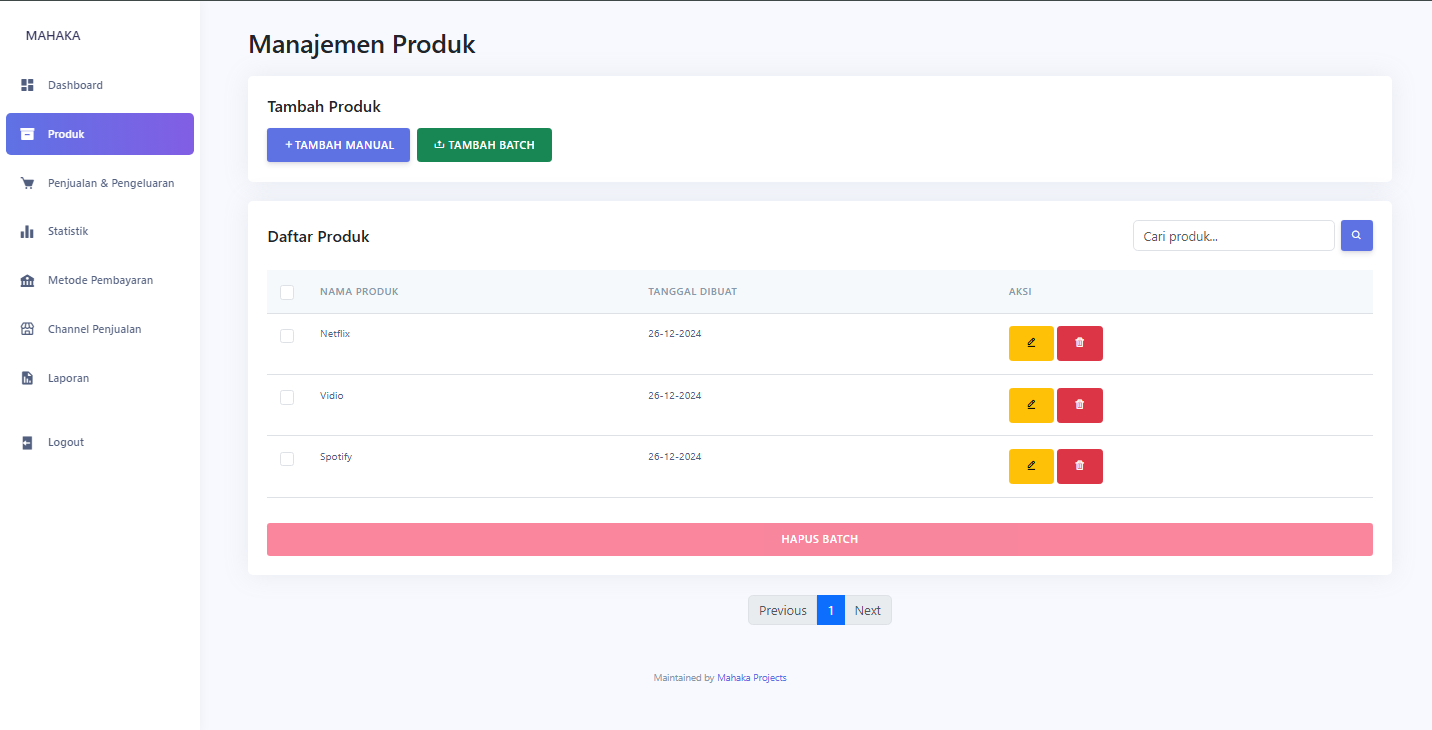 MAHAKA
Dashboard
Produk
Penjualan & Pengeluaran
Statistik
Metode Pembayaran
Channel Penjualan
Laporan
Logout
Manajemen Produk
Tambah Produk
+ TAMBAH MANUAL TAMBAH BATCH
Daftar Produk Cari produk...
NAMA PRODUK TANGGAL DIBUAT AKSI
Netflix 26-12-2024
Vidio 26-12-2024
Spotify 26-12-2024
HAPUS BATCH
Previous 1 Next
Maintained by Mahaka Projects